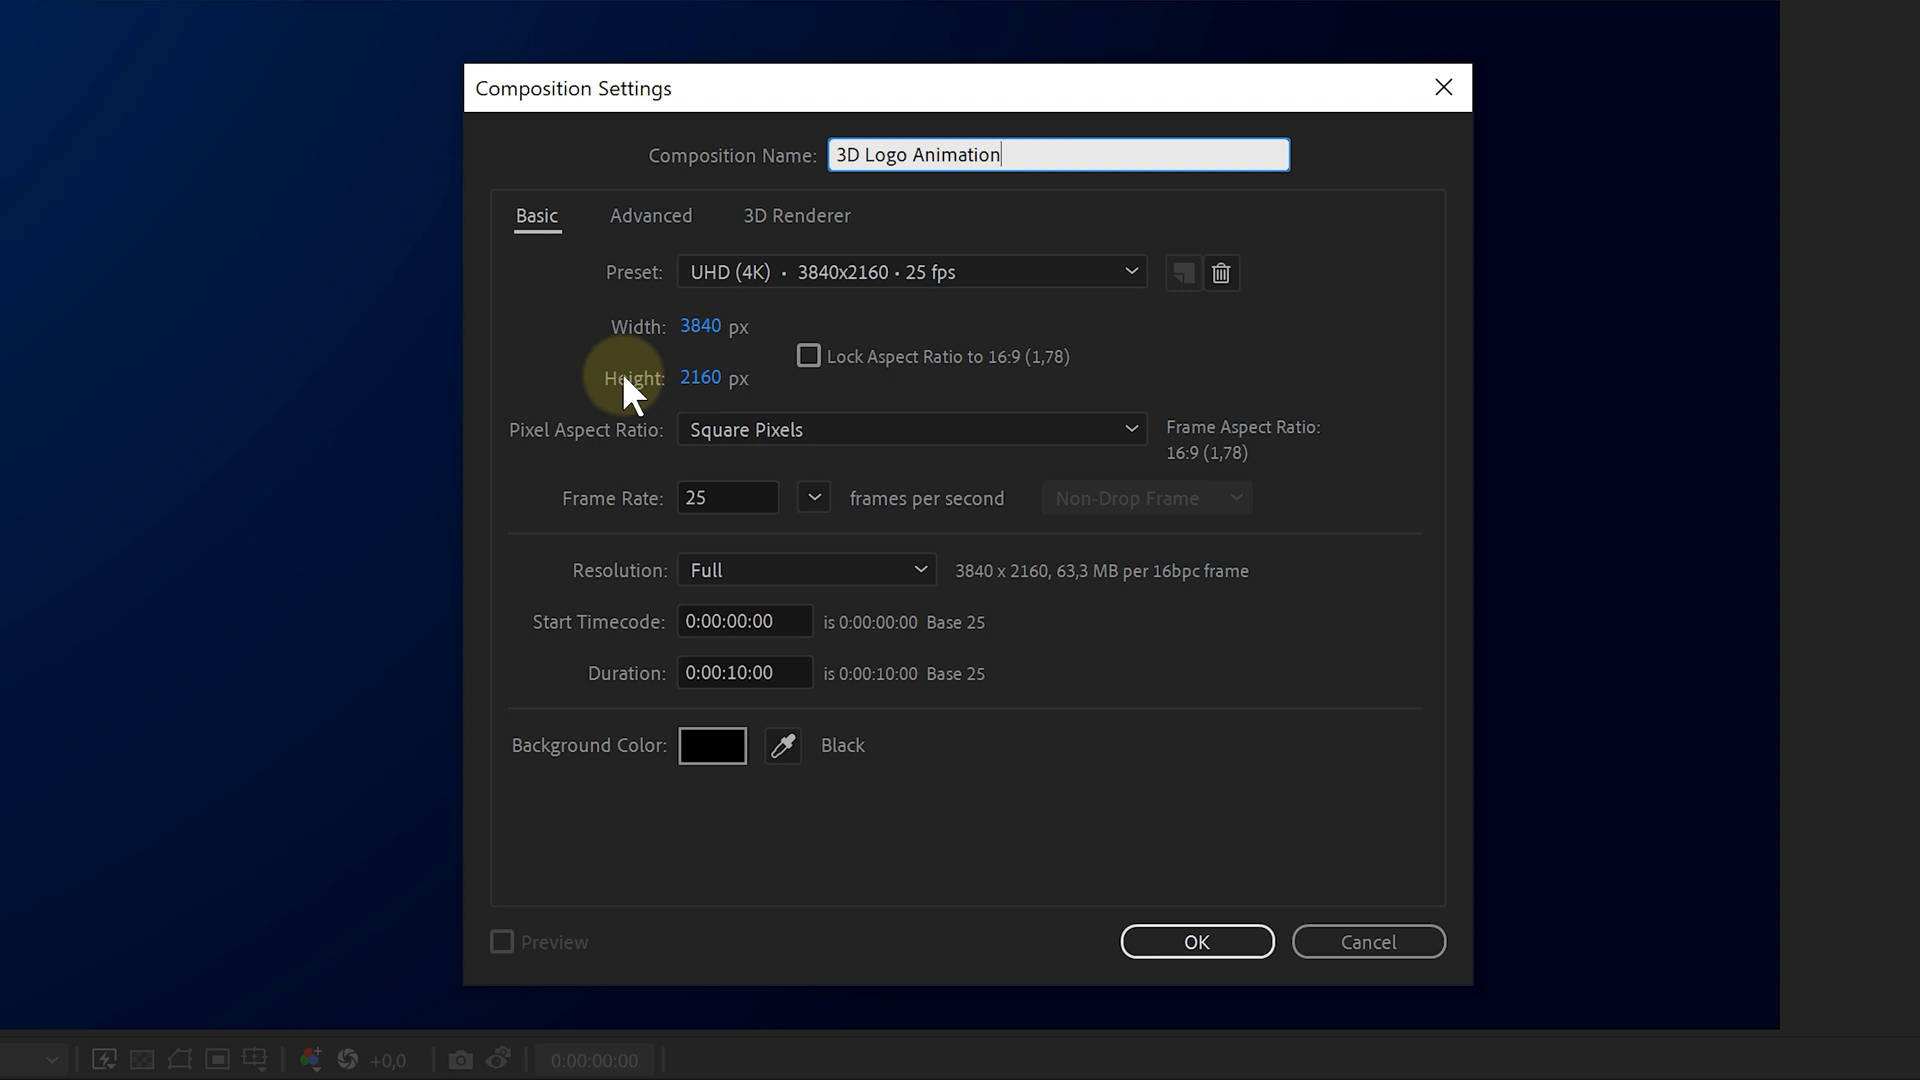 Composition Settings
Composition Name: 3D Logo Animation
Basic Advanced 3D Renderer
Preset: UHD (4K) • 3840x2160 • 25 fps
Width: 3840 px
Lock Aspect Ratio to 16:9 (1,78)
Height: 2160 px
Pixel Aspect Ratio: Square Pixels
Frame Aspect Ratio:
16:9 (1,78)
Frame Rate: 25 frames per second Non-Drop Frame
Resolution: Full 3840 x 2160, 63,3 MB per 16bpc frame
Start Timecode: 0:00:00:00 is 0:00:00:00 Base 25
Duration: 0:00:10:00 is 0:00:10:00 Base 25
Background Color: Black
Preview OK Cancel
+0,0 0:00:00:00